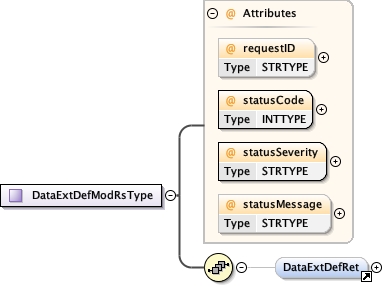 Attributes
@ requestID
Type STRTYPE
@ statusCode
Type INTTYPE
@ statusSeverity
Type STRTYPE
@ statusMessage
Type STRTYPE
DataExtDefModRsType
DataExtDefRet